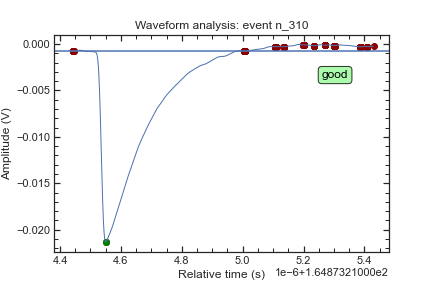 Waveform analysis: event n_310
0.000
−0.005
−0.010
−0.015
−0.020
Amplitude (V)
good
4.4 4.6 4.8 5.0 5.2 5.4
Relative time (s)
1e−6+1.6487321000e2